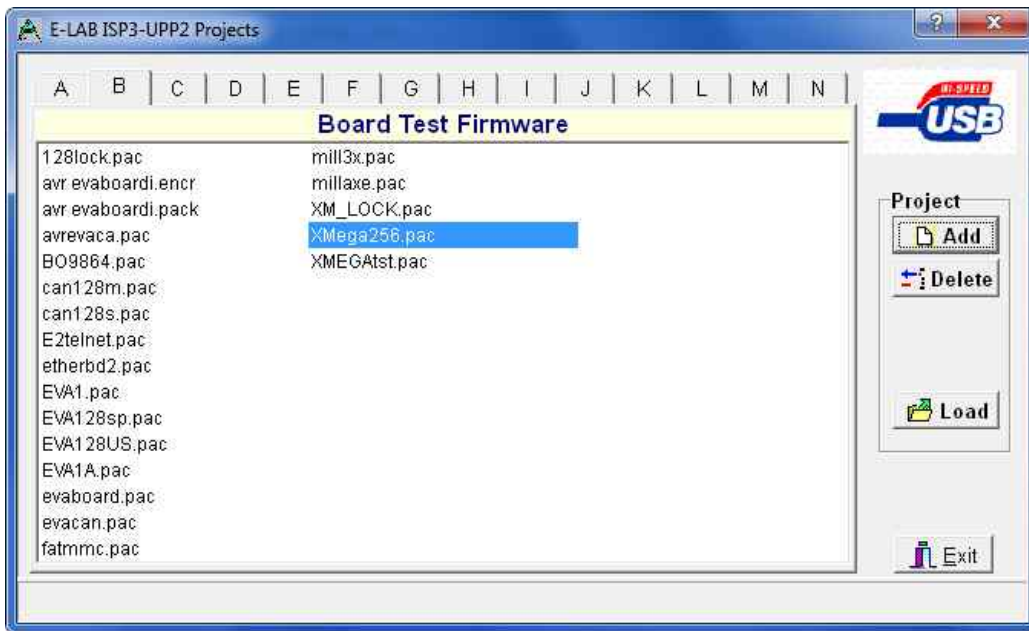 E-LAB ISP3-UPP2 Projects
A B C D E F G H I J K L M N
HI-SPEED
USB
Board Test Firmware
128lock.pac
avr evaboardi.encr
avr evaboardi.pack
avrevaca.pac
BO9864.pac
can128m.pac
can128s.pac
E2telnet.pac
etherbd2.pac
EVA1.pac
EVA128sp.pac
EVA128US.pac
EVA1A.pac
evaboard.pac
evacan.pac
fatmmc.pac
mill3x.pac
millaxe.pac
XM_LOCK.pac
XMega256.pac
XMEGAtst.pac
Project
Add
Delete
Load
Exit